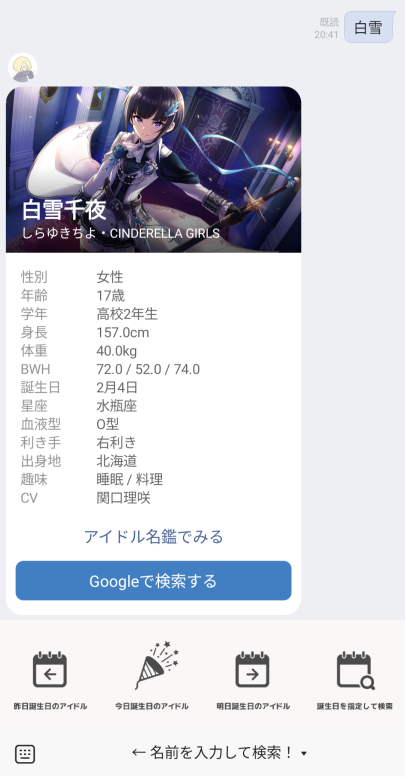 既読
20:41
白雪
白雪千夜
しらゆきちよ・CINDERELLA GIRLS
性別 女性
年齢 17歳
学年 高校2年生
身長 157.0cm
体重 40.0kg
BWH 72.0 / 52.0 / 74.0
誕生日 2月4日
星座 水瓶座
血液型 O型
利き手 右利き
出身地 北海道
趣味 睡眠 / 料理
CV 関口理咲
アイドル名鑑でみる
Googleで検索する
昨日誕生日のアイドル 今日誕生日のアイドル 明日誕生日のアイドル 誕生日を指定して検索
← 名前を入力して検索！ ▾